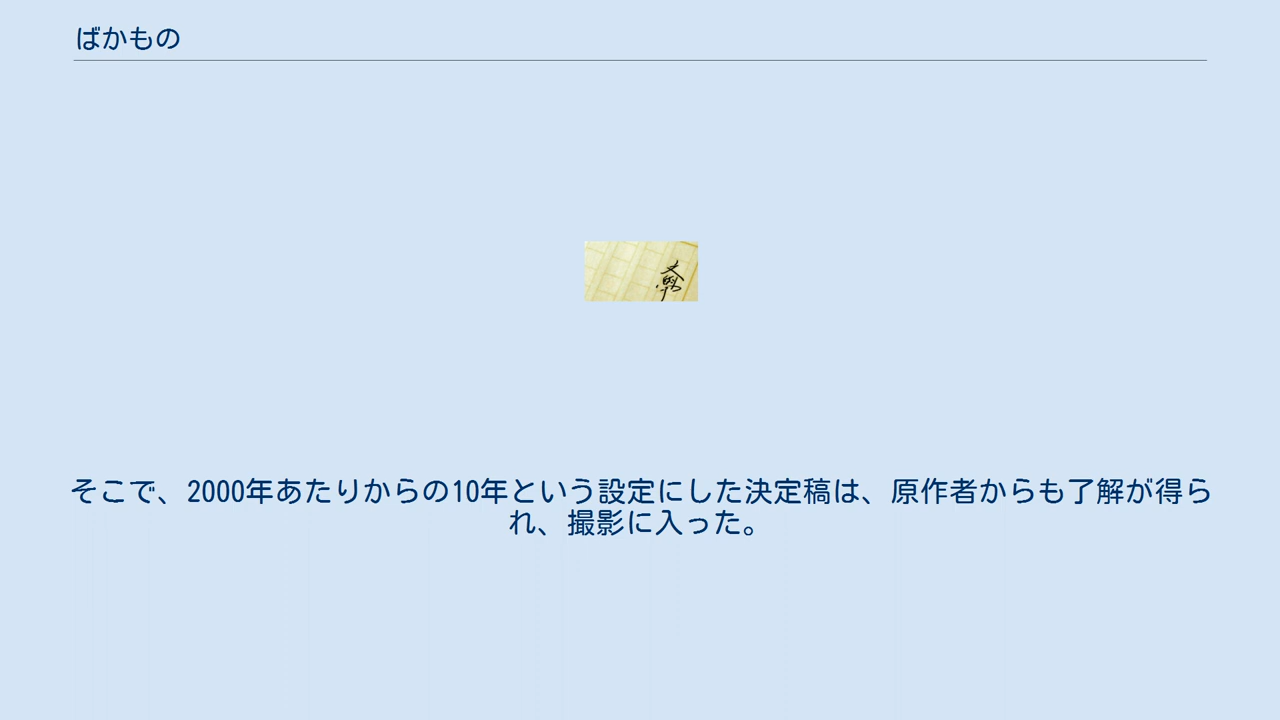 ばかもの
そこで、2000年あたりからの10年という設定にした決定稿は、原作者からも了解が得ら
れ、撮影に入った。